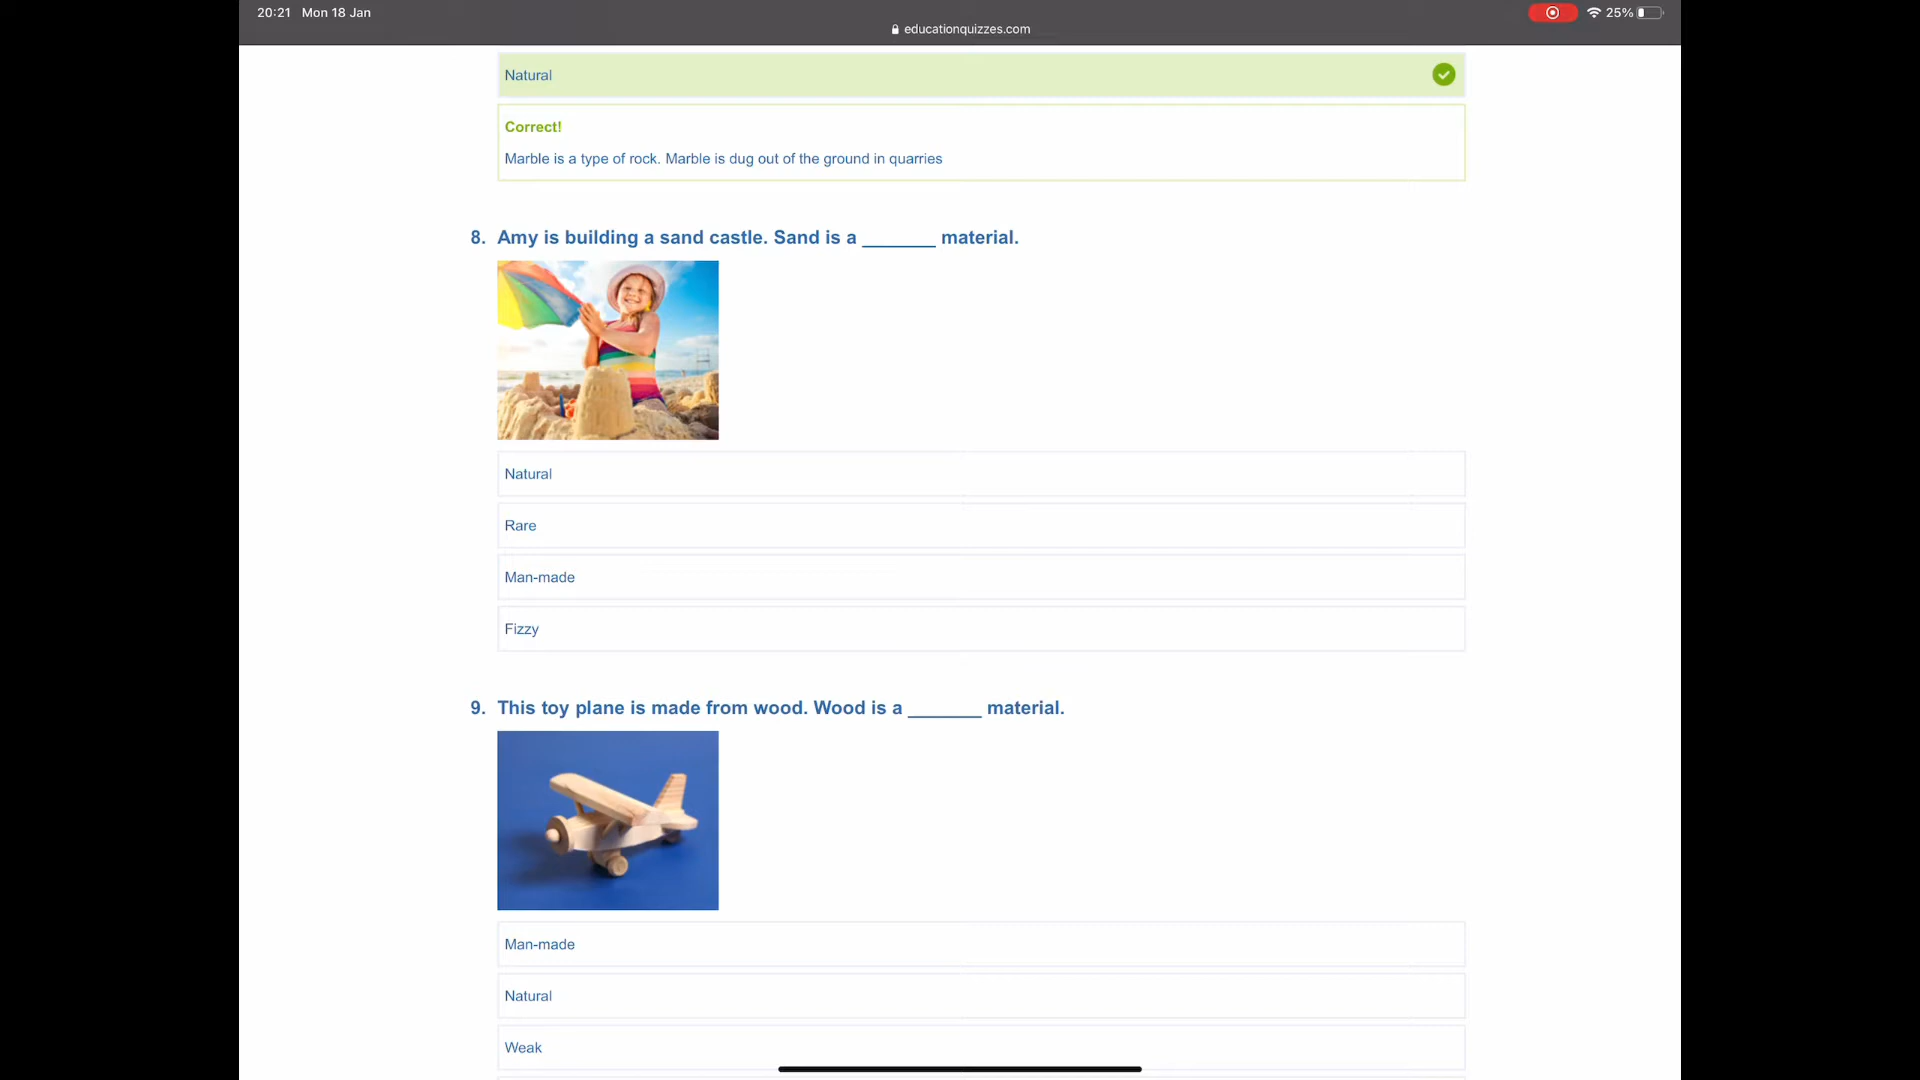 20:21 Mon 18 Jan
25%
educationquizzes.com
Natural
Correct!
Marble is a type of rock. Marble is dug out of the ground in quarries
8. Amy is building a sand castle. Sand is a _______ material.
Natural
Rare
Man-made
Fizzy
9. This toy plane is made from wood. Wood is a _______ material.
Man-made
Natural
Weak